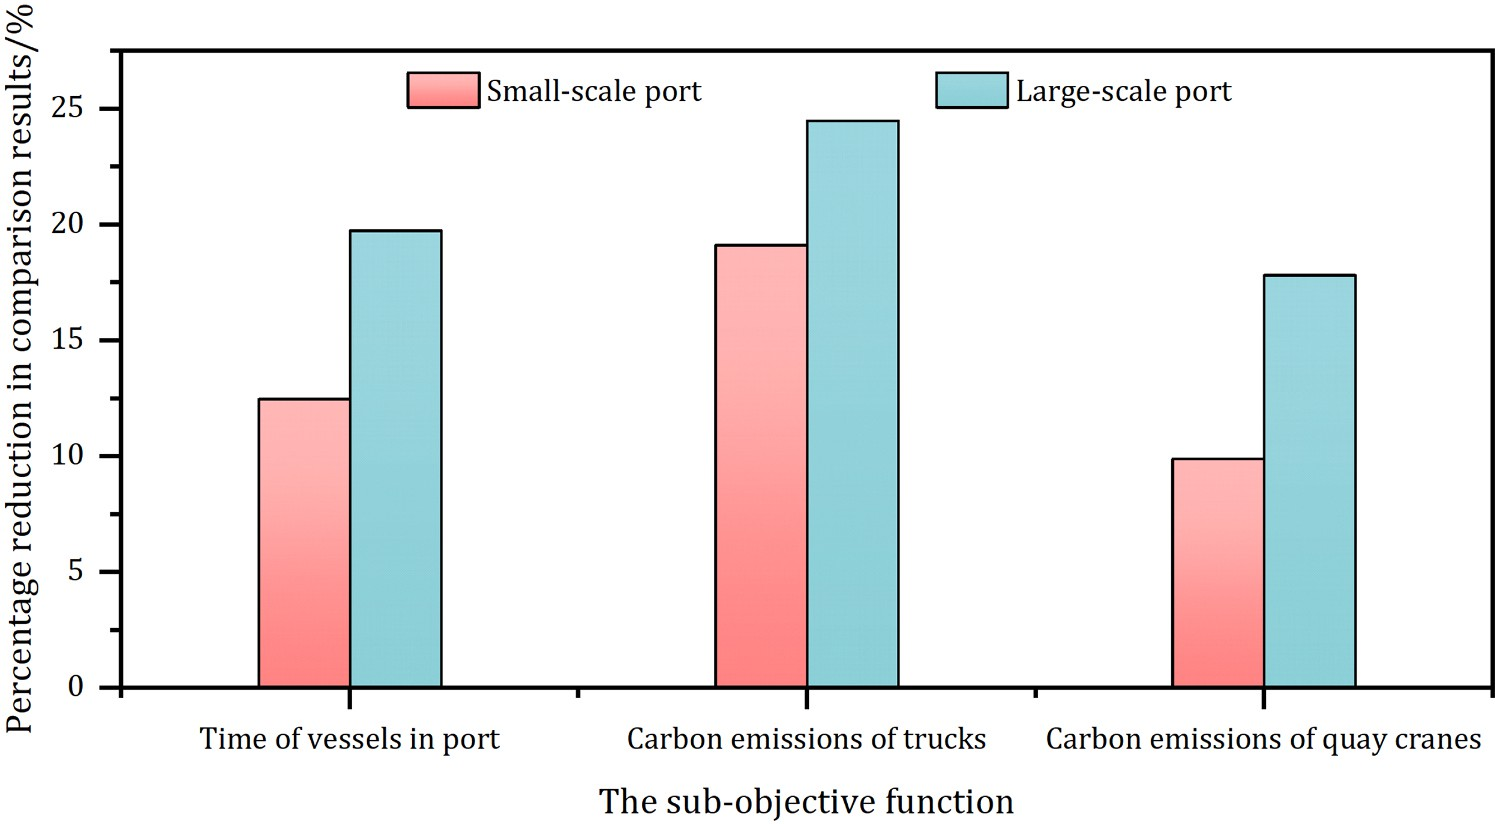 Percentage reduction in comparison results/%
Small-scale port
Large-scale port
25
20
15
10
5
0
Time of vessels in port
Carbon emissions of trucks
Carbon emissions of quay cranes
The sub-objective function